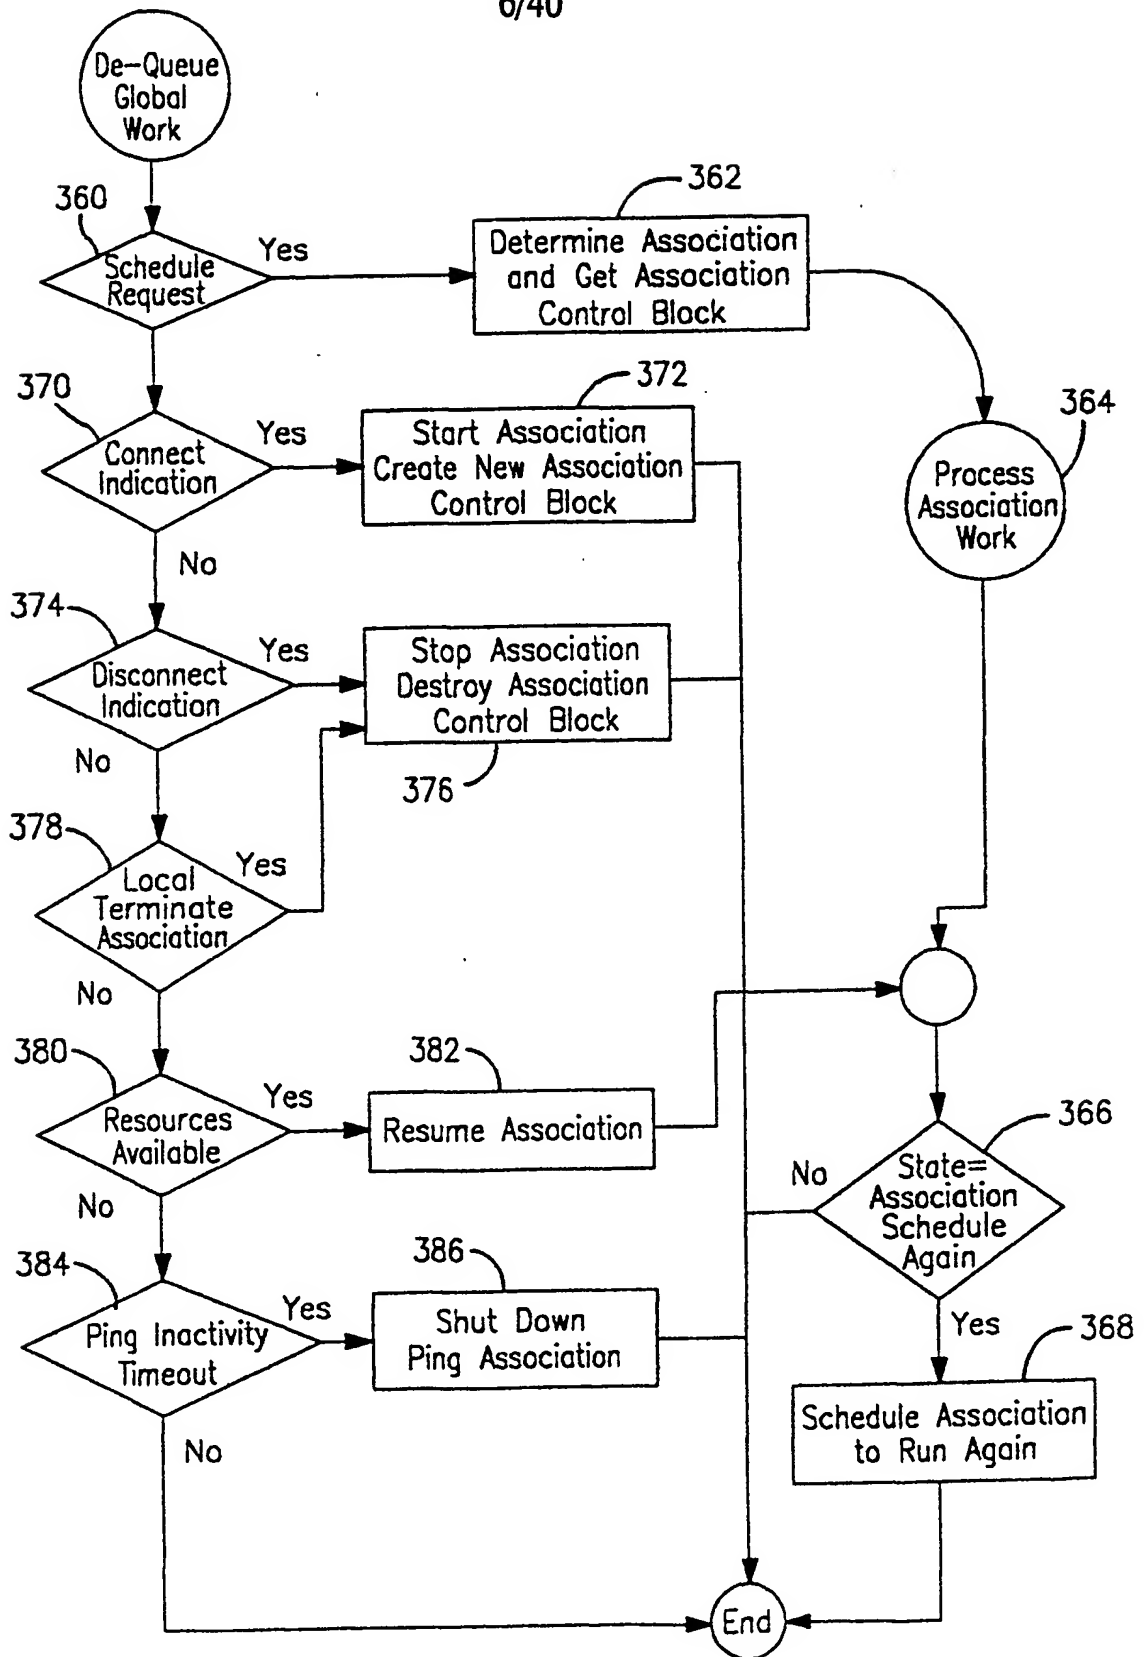 6/40
De-Queue
Global
Work
360
Schedule
Request
Yes
362
Determine Association
and Get Association
Control Block
370
Connect
Indication
Yes
372
Start Association
Create New Association
Control Block
364
Process
Association
Work
No
374
Disconnect
Indication
Yes
Stop Association
Destroy Association
Control Block
376
No
378
Local
Terminate
Association
Yes
No
380
Resources
Available
Yes
382
Resume Association
366
State=
Association
Schedule
Again
No
No
384
Ping Inactivity
Timeout
Yes
386
Shut Down
Ping Association
Yes
368
Schedule Association
to Run Again
No
End